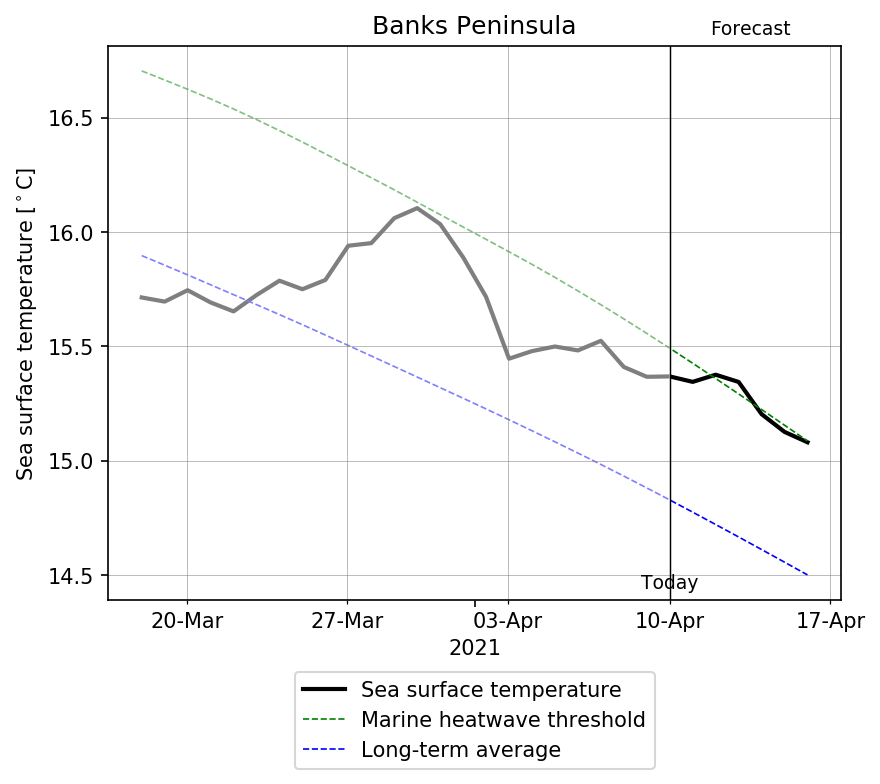 Banks Peninsula
Forecast
Sea surface temperature [°C]
16.5
16.0
15.5
15.0
14.5
Today
20-Mar 27-Mar 03-Apr 10-Apr 17-Apr
2021
Sea surface temperature
Marine heatwave threshold
Long-term average